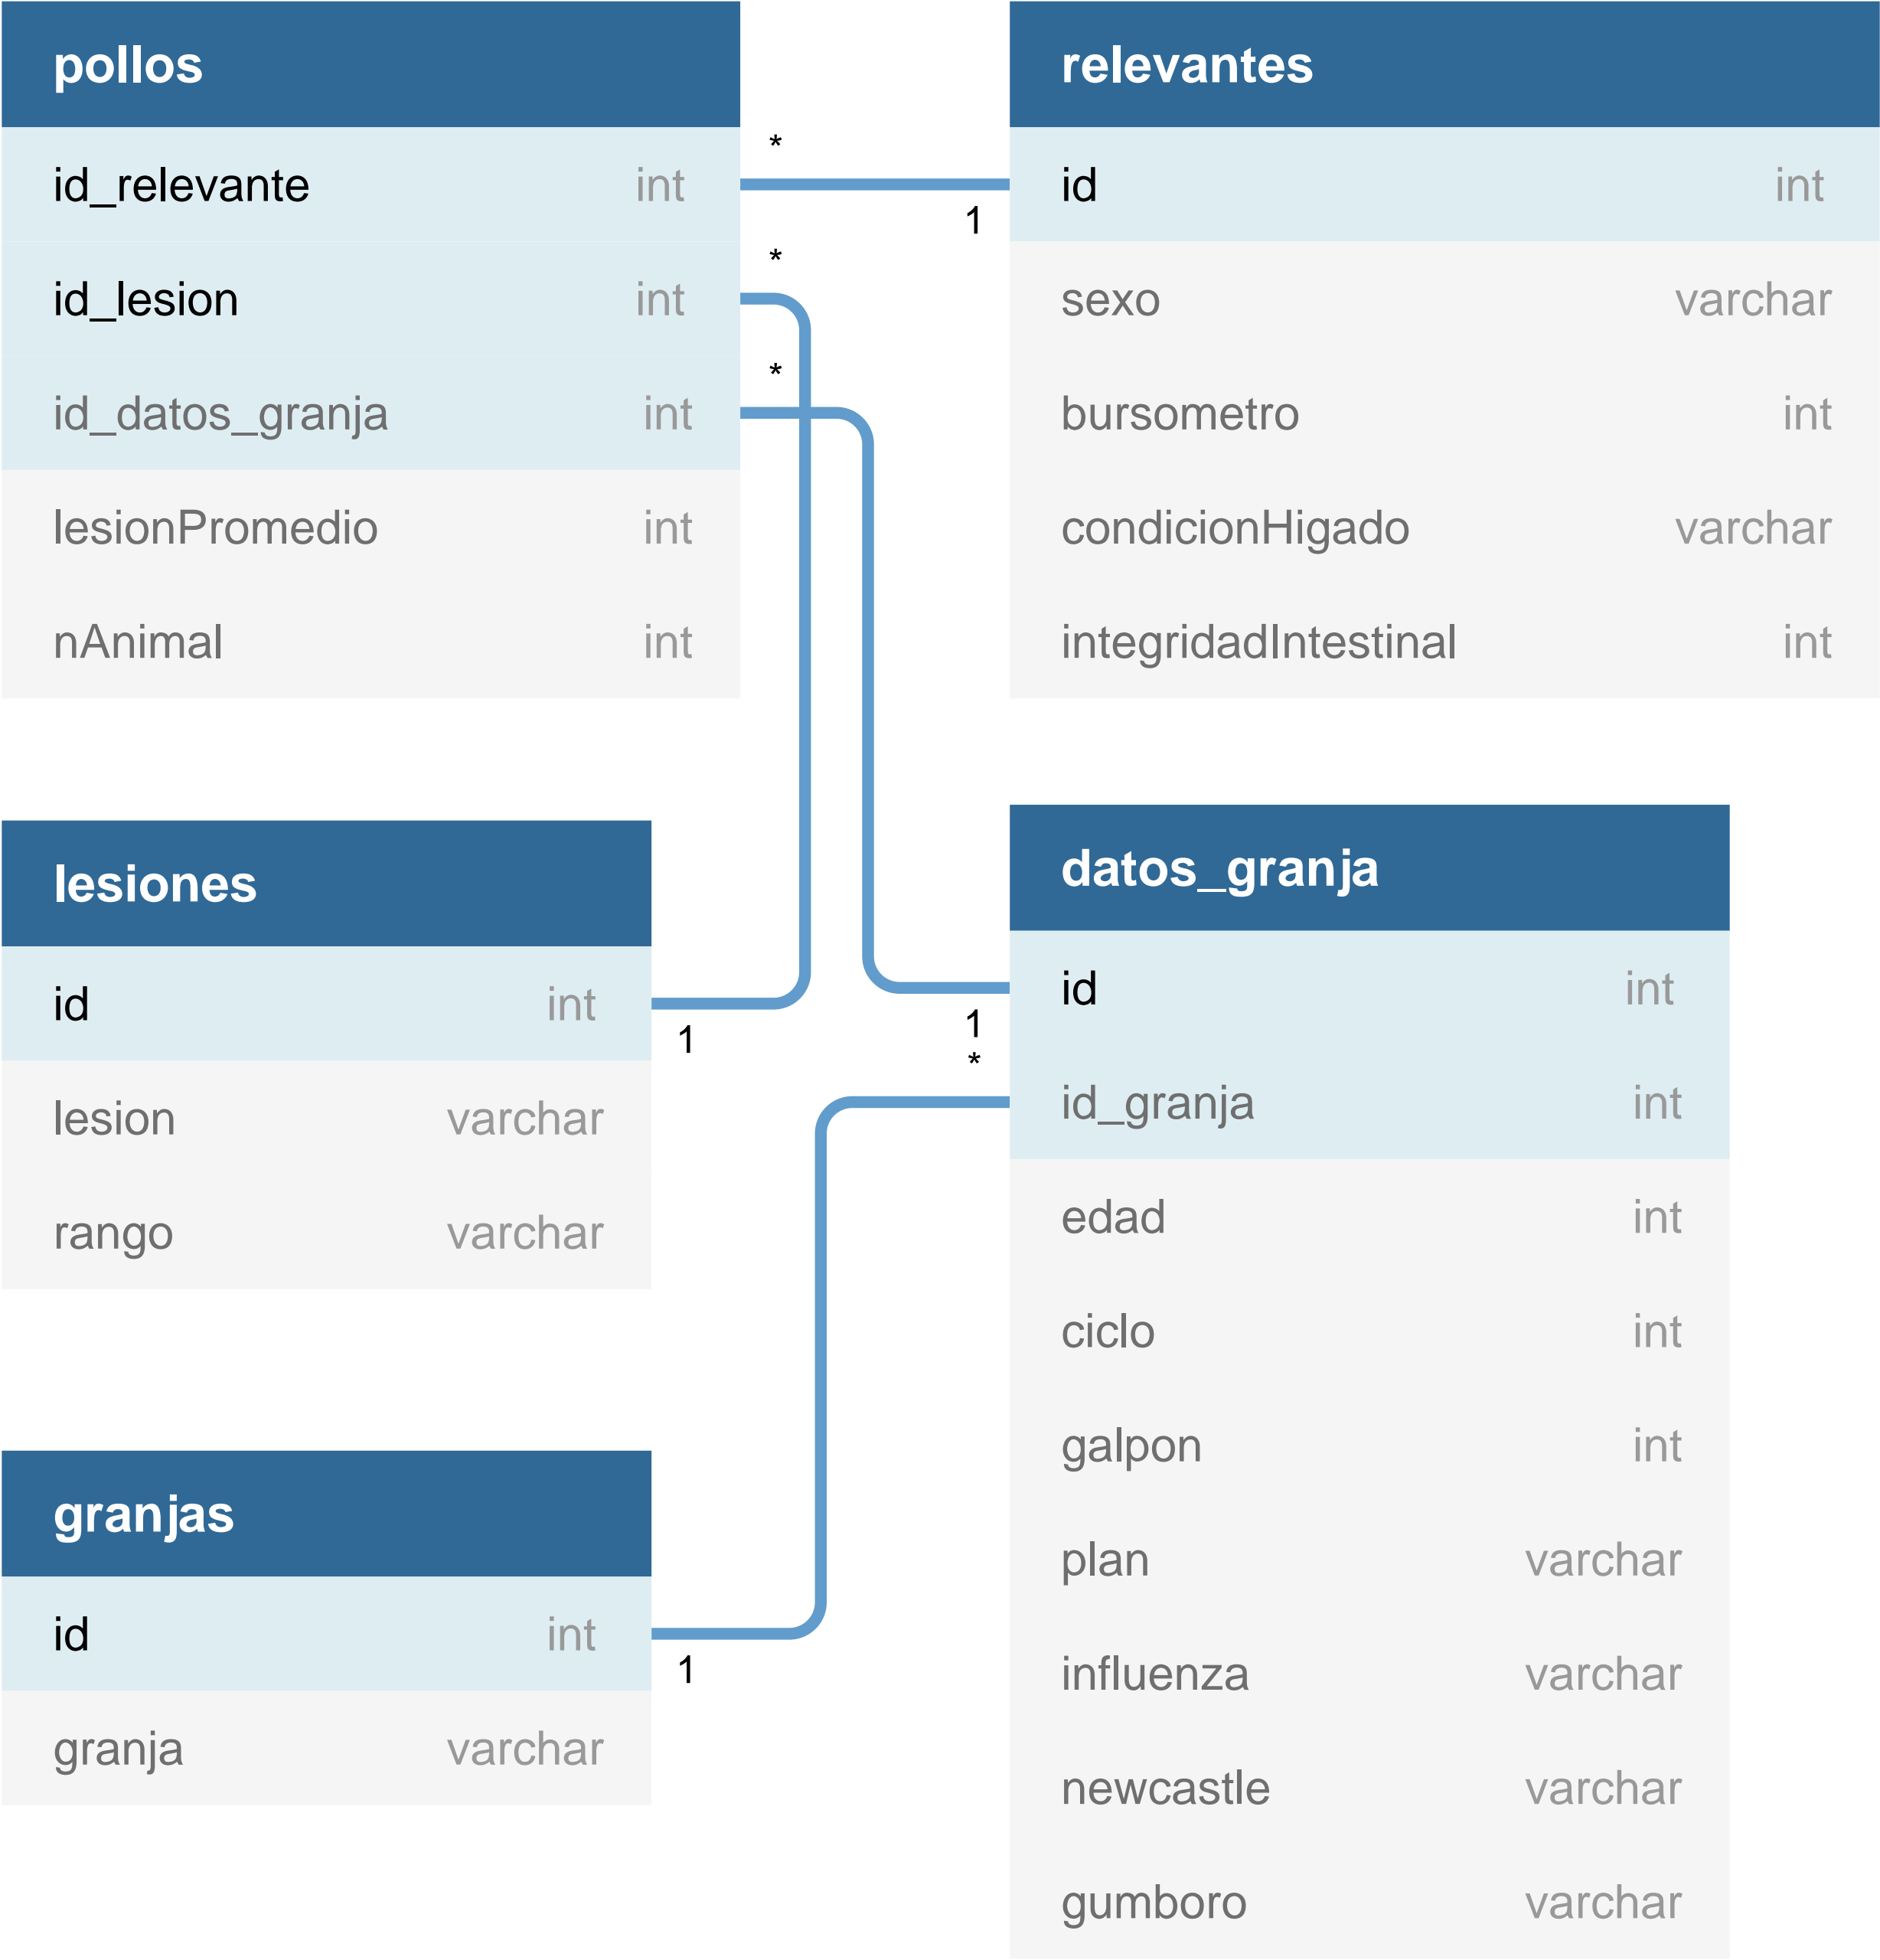 pollos
id_relevante int
id_lesion int
id_datos_granja int
lesionPromedio int
nAnimal int
* 1
* 1
* 1
* 1
relevantes
id int
sexo varchar
bursometro int
condicionHigado varchar
integridadIntestinal int
lesiones
id int
lesion varchar
rango varchar
datos_granja
id int
id_granja int
edad int
ciclo int
galpon int
plan varchar
influenza varchar
newcastle varchar
gumboro varchar
granjas
id int
granja varchar